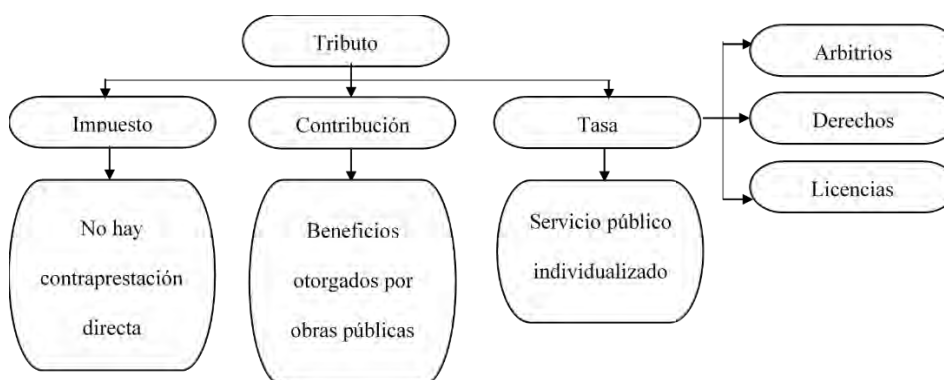 Tributo
Impuesto
Contribución
Tasa
Arbitrios
Derechos
Licencias
No hay
contraprestación
directa
Beneficios
otorgados por
obras públicas
Servicio público
individualizado